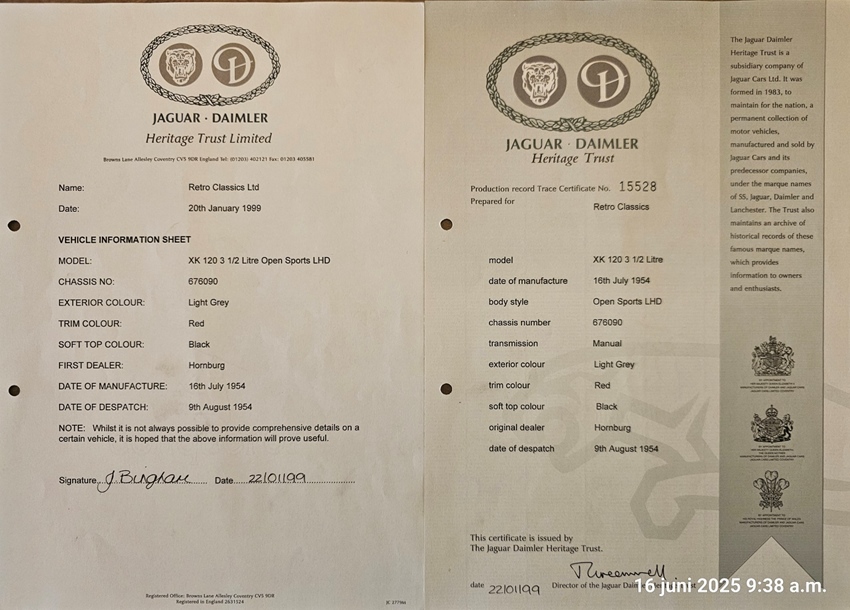 JAGUAR · DAIMLER
Heritage Trust Limited
Browns Lane Allesley Coventry CV5 9DR England Tel: (01203) 402121 Fax: 01203 405581
Name: Retro Classics Ltd
Date: 20th January 1999
VEHICLE INFORMATION SHEET
MODEL: XK 120 3 1/2 Litre Open Sports LHD
CHASSIS NO: 676090
EXTERIOR COLOUR: Light Grey
TRIM COLOUR: Red
SOFT TOP COLOUR: Black
FIRST DEALER: Hornburg
DATE OF MANUFACTURE: 16th July 1954
DATE OF DESPATCH: 9th August 1954
NOTE: Whilst it is not always possible to provide comprehensive details on a
certain vehicle, it is hoped that the above information will prove useful.
Signature J. Bingham Date 22/01/99
Registered Office: Browns Lane Allesley Coventry CV5 9DR
Registered in England 2631524
JAGUAR · DAIMLER
Heritage Trust
Production record Trace Certificate No. 15528
Prepared for
Retro Classics
model XK 120 3 1/2 Litre
date of manufacture 16th July 1954
body style Open Sports LHD
chassis number 676090
transmission Manual
exterior colour Light Grey
trim colour Red
soft top colour Black
original dealer Hornburg
date of despatch 9th August 1954
This certificate is issued by
The Jaguar Daimler Heritage Trust.
date 22/01/99 Director of the Jaguar
The Jaguar Daimler
Heritage Trust is a
subsidiary company of
Jaguar Cars Ltd. It was
formed in 1983, to
maintain for the nation, a
permanent collection of
motor vehicles,
manufactured and sold by
Jaguar Cars and its
predecessor companies,
under the marque names
of SS, Jaguar, Daimler and
Lanchester. The Trust also
maintains an archive of
historical records of these
famous marque names,
which provides
information to owners
and enthusiasts.
16 juni 2025 9:38 a.m.